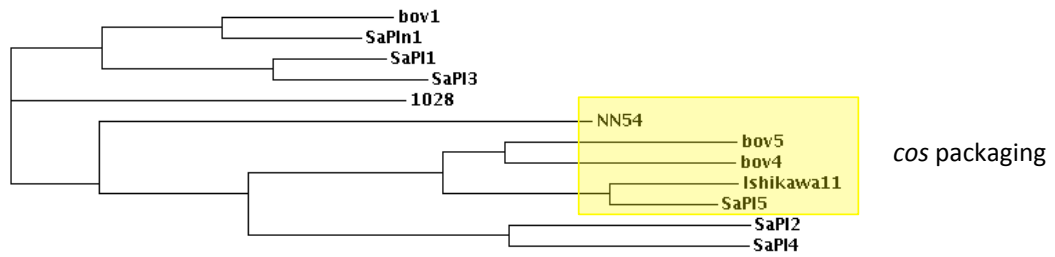 bov1
SaPIn1
SaPI1
SaPI3
1028
NN54
bov5
bov4
Ishikawa11
SaPI5
SaPI2
SaPI4
cos packaging